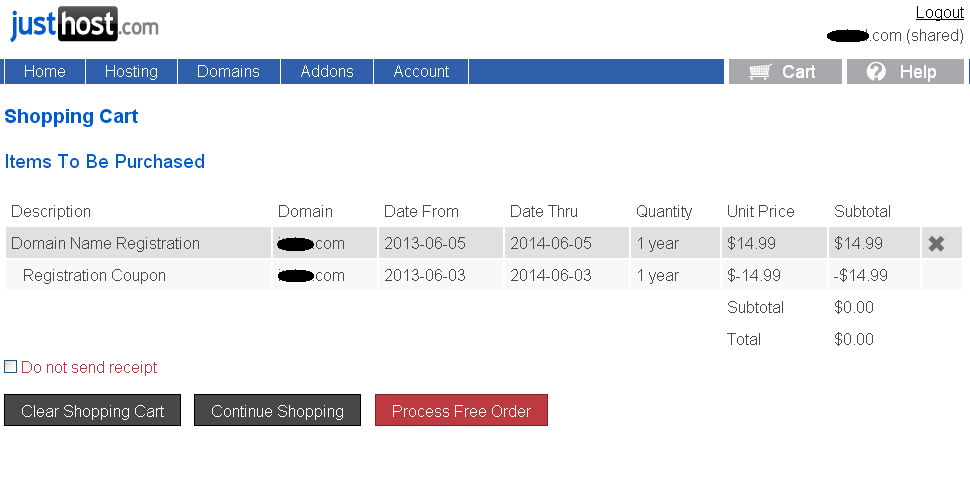 justhost.com
Logout
.com (shared)
Home Hosting Domains Addons Account Cart Help
Shopping Cart
Items To Be Purchased
Description Domain Date From Date Thru Quantity Unit Price Subtotal
Domain Name Registration .com 2013-06-05 2014-06-05 1 year $14.99 $14.99
Registration Coupon .com 2013-06-03 2014-06-03 1 year $-14.99 -$14.99
Subtotal $0.00
Total $0.00
Do not send receipt
Clear Shopping Cart Continue Shopping Process Free Order